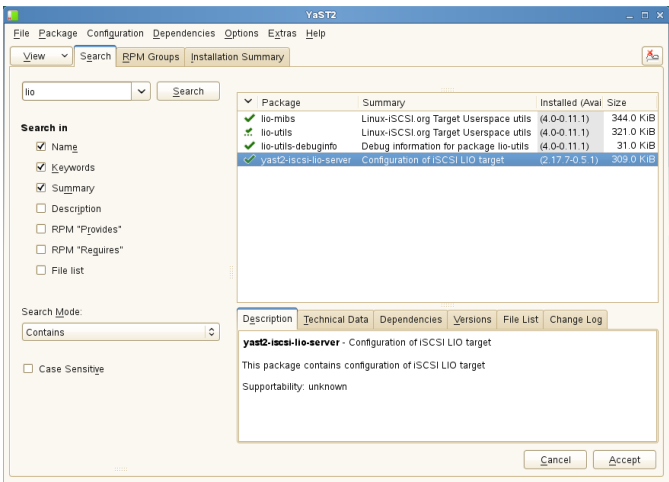 YaST2
File Package Configuration Dependencies Options Extras Help
View Search RPM Groups Installation Summary
lio Search
Search in
Name
Keywords
Summary
Description
RPM "Provides"
RPM "Requires"
File list
Search Mode:
Contains
Case Sensitive
Package Summary Installed (Avai Size
lio-mibs Linux-iSCSI.org Target Userspace utils (4.0-0.11.1) 344.0 KiB
lio-utils Linux-iSCSI.org Target Userspace utils (4.0-0.11.1) 321.0 KiB
lio-utils-debuginfo Debug information for package lio-utils (4.0-0.11.1) 31.0 KiB
yast2-iscsi-lio-server Configuration of iSCSI LIO target (2.17.7-0.5.1) 309.0 KiB
Description Technical Data Dependencies Versions File List Change Log
yast2-iscsi-lio-server - Configuration of iSCSI LIO target
This package contains configuration of iSCSI LIO target
Supportability: unknown
Cancel Accept